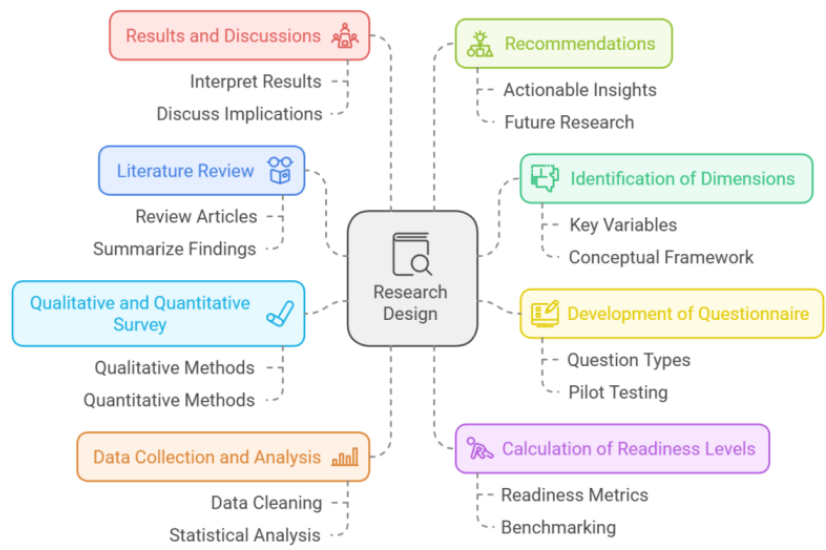 Results and Discussions
Interpret Results
Discuss Implications
Literature Review
Review Articles
Summarize Findings
Qualitative and Quantitative
Survey
Qualitative Methods
Quantitative Methods
Data Collection and Analysis
Data Cleaning
Statistical Analysis
Research
Design
Recommendations
Actionable Insights
Future Research
Identification of Dimensions
Key Variables
Conceptual Framework
Development of Questionnaire
Question Types
Pilot Testing
Calculation of Readiness Levels
Readiness Metrics
Benchmarking